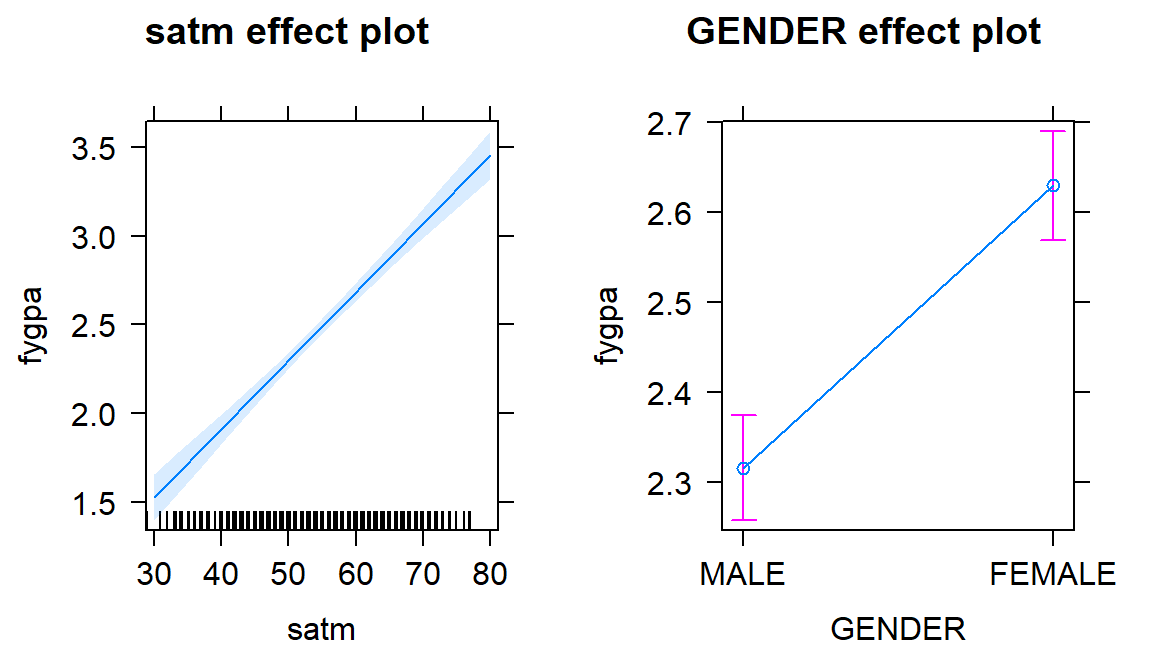 satm effect plot
fygpa
3.5
3.0
2.5
2.0
1.5
30 40 50 60 70 80
satm
GENDER effect plot
fygpa
2.7
2.6
2.5
2.4
2.3
MALE FEMALE
GENDER